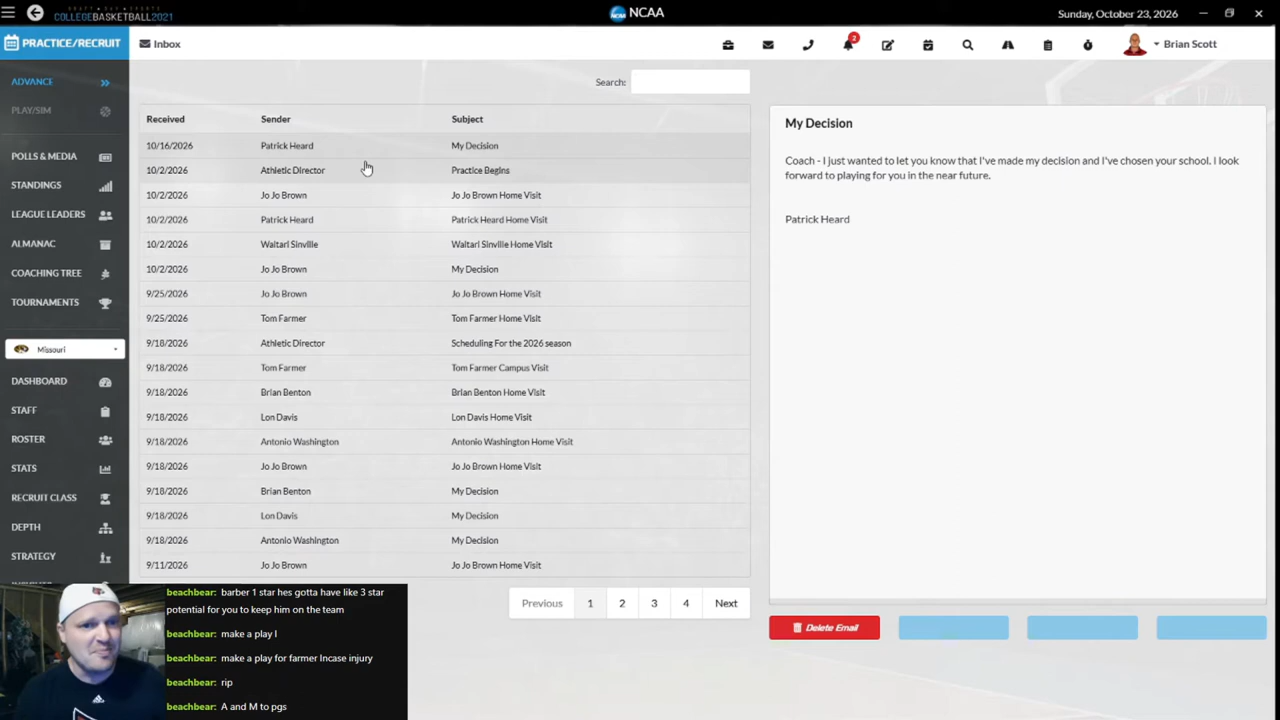 DRAFT DAY SPORTS
COLLEGEBASKETBALL2021
NCAA
Sunday, October 23, 2026
PRACTICE/RECRUIT
Inbox
2
Brian Scott
ADVANCE
PLAY/SIM
POLLS & MEDIA
STANDINGS
LEAGUE LEADERS
ALMANAC
COACHING TREE
TOURNAMENTS
Missouri
DASHBOARD
STAFF
ROSTER
STATS
RECRUIT CLASS
DEPTH
STRATEGY
Search:
Received Sender Subject
10/16/2026 Patrick Heard My Decision
10/2/2026 Athletic Director Practice Begins
10/2/2026 Jo Jo Brown Jo Jo Brown Home Visit
10/2/2026 Patrick Heard Patrick Heard Home Visit
10/2/2026 Waitari Sinville Waitari Sinville Home Visit
10/2/2026 Jo Jo Brown My Decision
9/25/2026 Jo Jo Brown Jo Jo Brown Home Visit
9/25/2026 Tom Farmer Tom Farmer Home Visit
9/18/2026 Athletic Director Scheduling For the 2026 season
9/18/2026 Tom Farmer Tom Farmer Campus Visit
9/18/2026 Brian Benton Brian Benton Home Visit
9/18/2026 Lon Davis Lon Davis Home Visit
9/18/2026 Antonio Washington Antonio Washington Home Visit
9/18/2026 Jo Jo Brown Jo Jo Brown Home Visit
9/18/2026 Brian Benton My Decision
9/18/2026 Lon Davis My Decision
9/18/2026 Antonio Washington My Decision
9/11/2026 Jo Jo Brown Jo Jo Brown Home Visit
Previous 1 2 3 4 Next
My Decision
Coach - I just wanted to let you know that I've made my decision and I've chosen your school. I look
forward to playing for you in the near future.
Patrick Heard
Delete Email
beachbear: barber 1 star hes gotta have like 3 star
potential for you to keep him on the team
beachbear: make a play l
beachbear: make a play for farmer Incase injury
beachbear: rip
beachbear: A and M to pgs